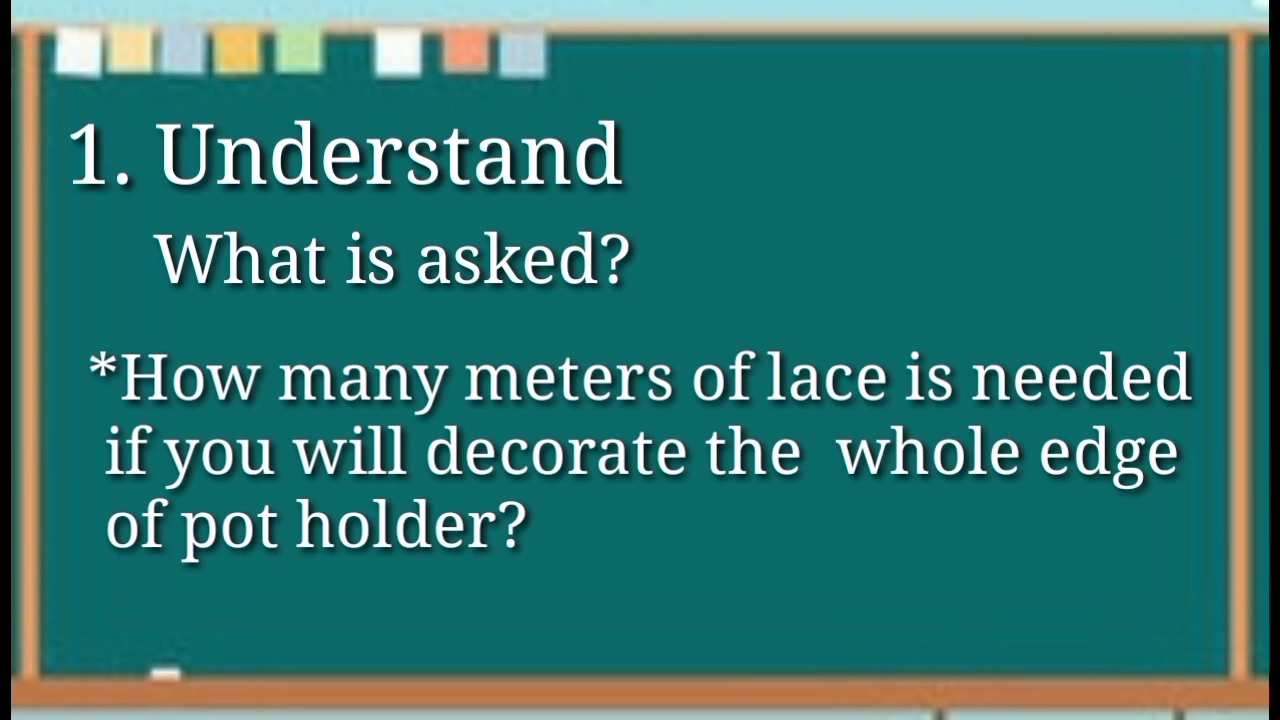 1. Understand
What is asked?
*How many meters of lace is needed
if you will decorate the whole edge
of pot holder?